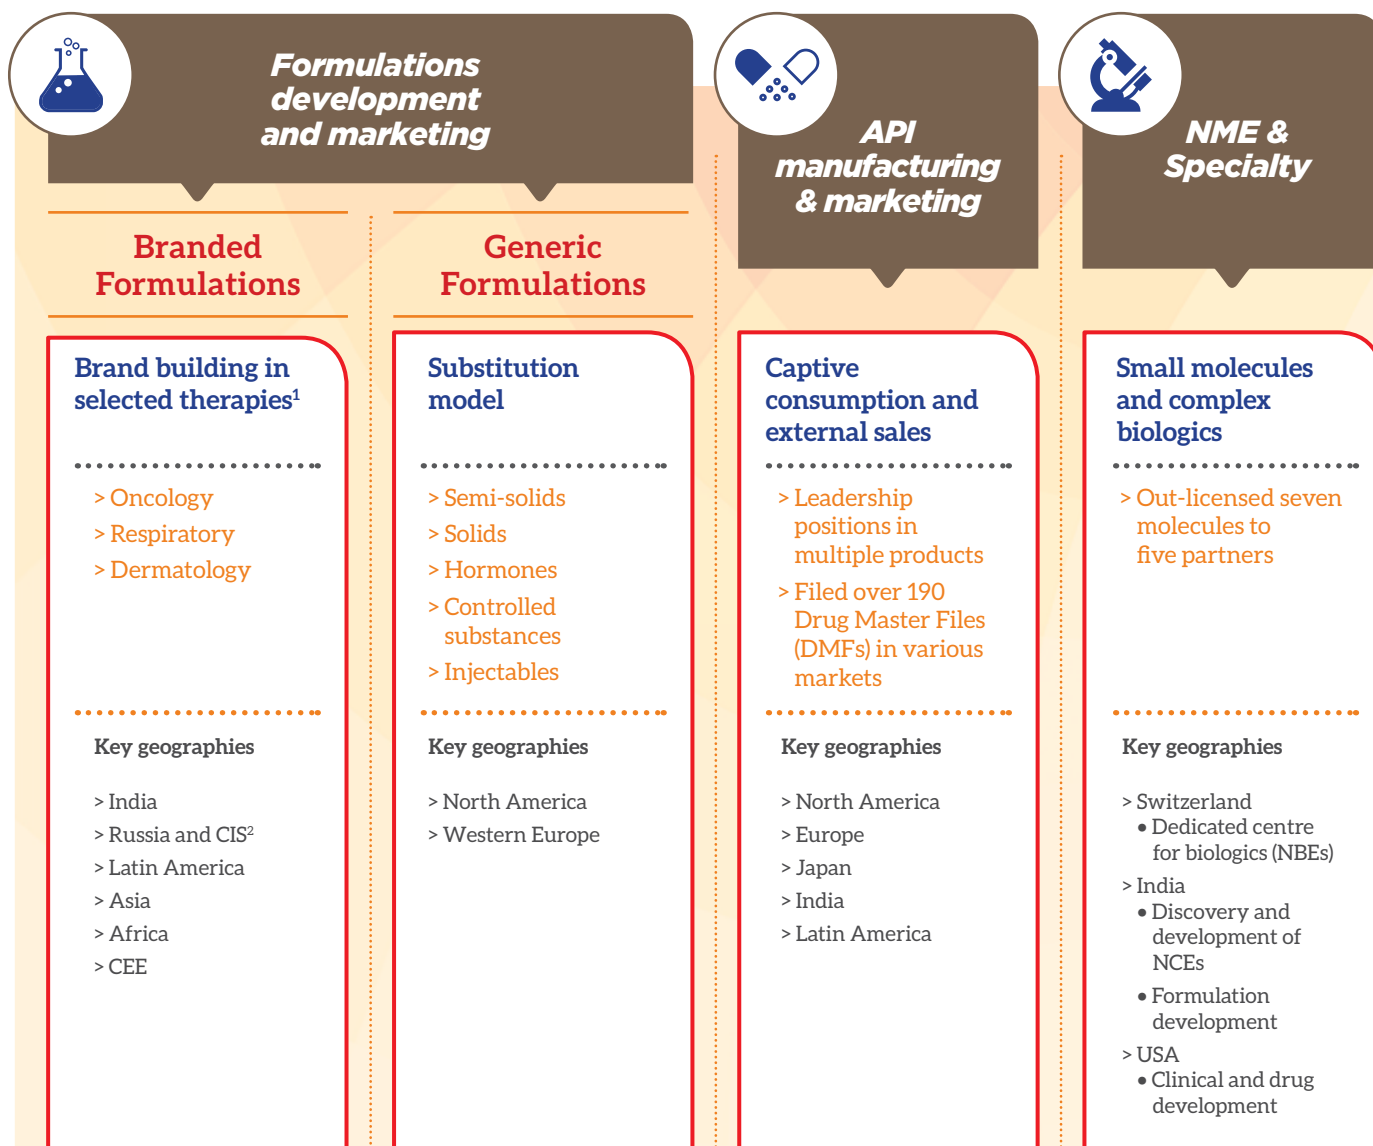 Formulations
development
and marketing
Branded
Formulations
Brand building in
selected therapies¹
> Oncology
> Respiratory
> Dermatology
Key geographies
> India
> Russia and CIS²
> Latin America
> Asia
> Africa
> CEE
Generic
Formulations
Substitution
model
> Semi-solids
> Solids
> Hormones
> Controlled
substances
> Injectables
Key geographies
> North America
> Western Europe
API
manufacturing
& marketing
Captive
consumption and
external sales
> Leadership
positions in
multiple products
> Filed over 190
Drug Master Files
(DMFs) in various
markets
Key geographies
> North America
> Europe
> Japan
> India
> Latin America
NME &
Specialty
Small molecules
and complex
biologics
> Out-licensed seven
molecules to
five partners
Key geographies
> Switzerland
• Dedicated centre
for biologics (NBEs)
> India
• Discovery and
development of
NCEs
• Formulation
development
> USA
• Clinical and drug
development